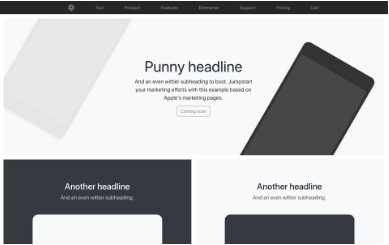 Tour Product Features Enterprise Support Pricing Cart
Punny headline
And an even wittier subheading to boot. Jumpstart
your marketing efforts with this example based on
Apple's marketing pages.
Coming soon
Another headline
And an even wittier subheading.
Another headline
And an even wittier subheading.